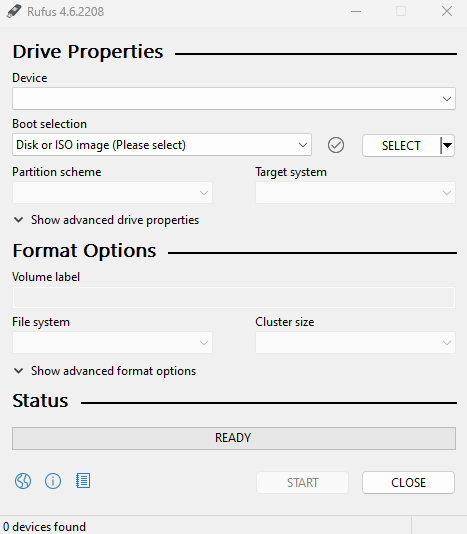 Rufus 4.6.2208
Drive Properties
Device
Boot selection
Disk or ISO image (Please select)
SELECT
Partition scheme
Target system
Show advanced drive properties
Format Options
Volume label
File system
Cluster size
Show advanced format options
Status
READY
START
CLOSE
0 devices found